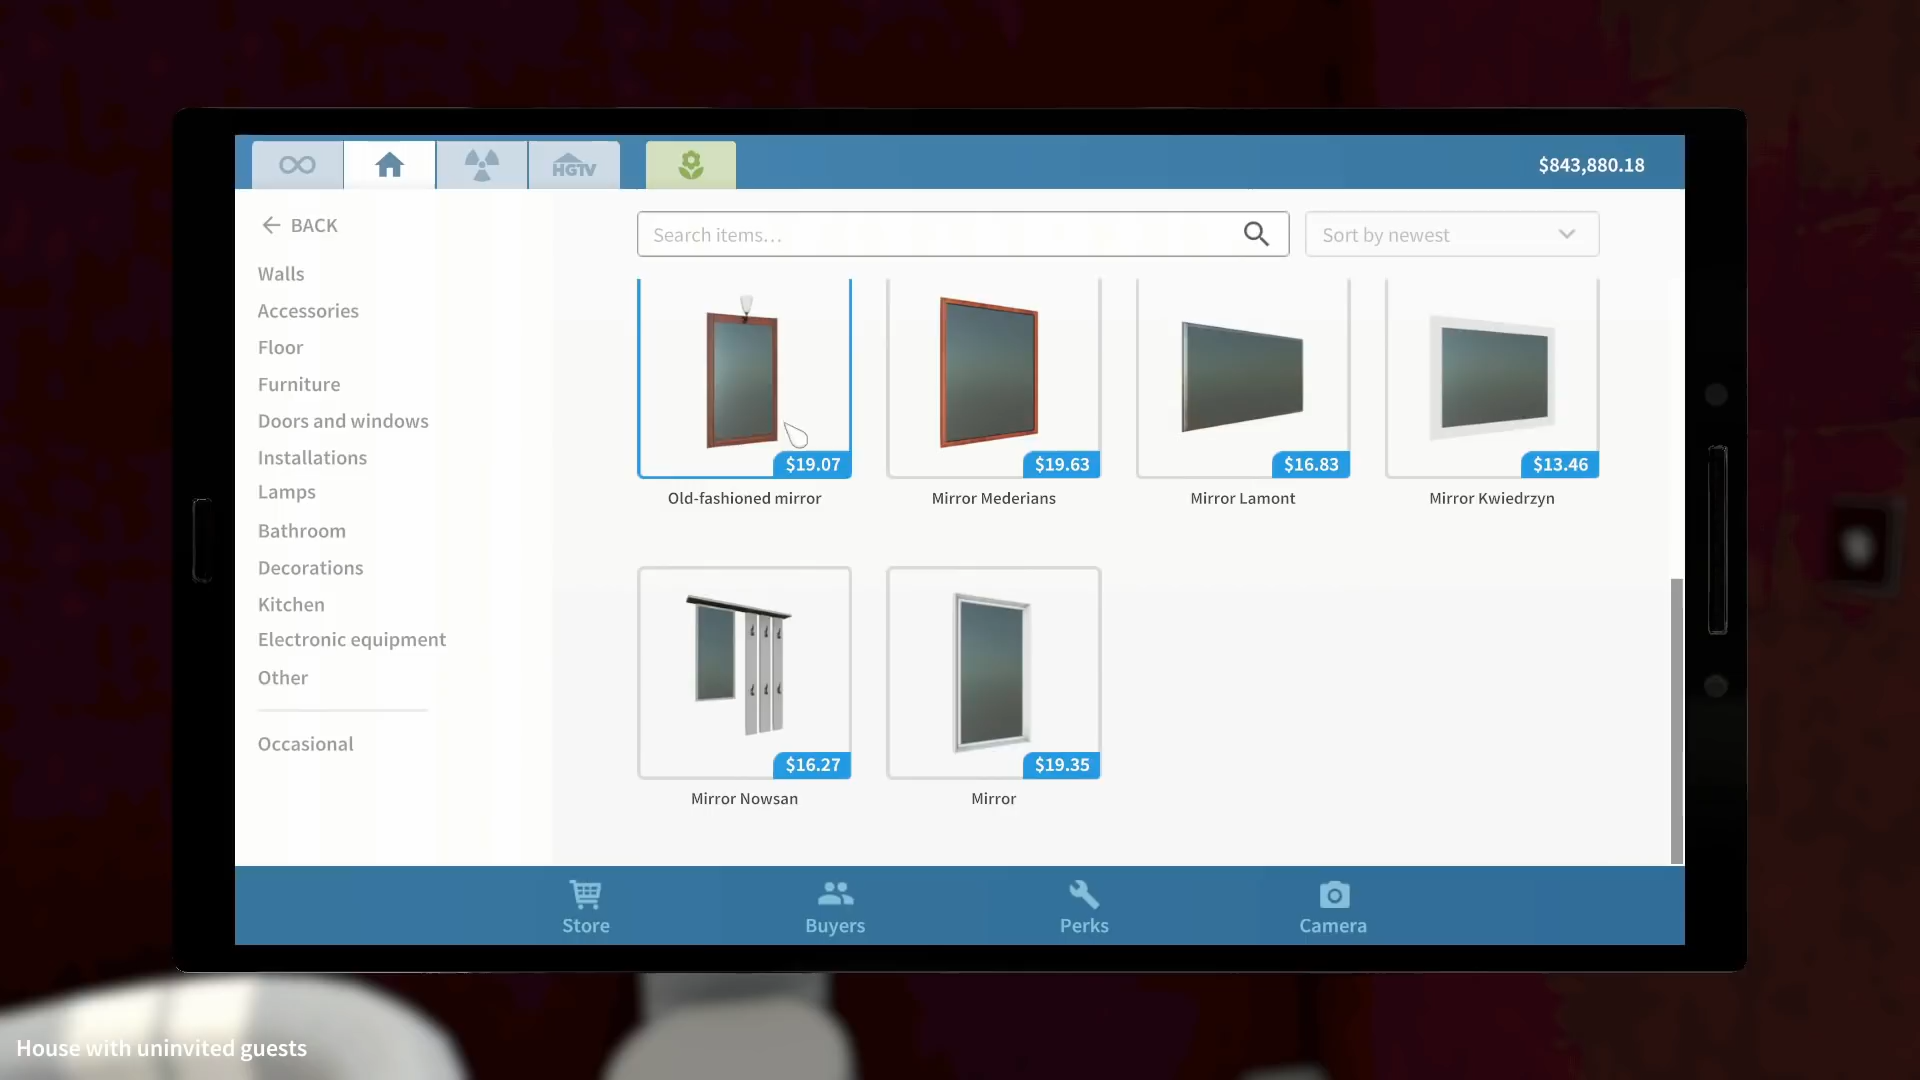 HGTV
$843,880.18
BACK
Search items...
Sort by newest
Walls
Accessories
Floor
Furniture
Doors and windows
Installations
Lamps
Bathroom
Decorations
Kitchen
Electronic equipment
Other
Occasional
$19.07
$19.63
$16.83
$13.46
Old-fashioned mirror
Mirror Mederians
Mirror Lamont
Mirror Kwiedrzyn
$16.27
$19.35
Mirror Nowsan
Mirror
Store
Buyers
Perks
Camera
House with uninvited guests